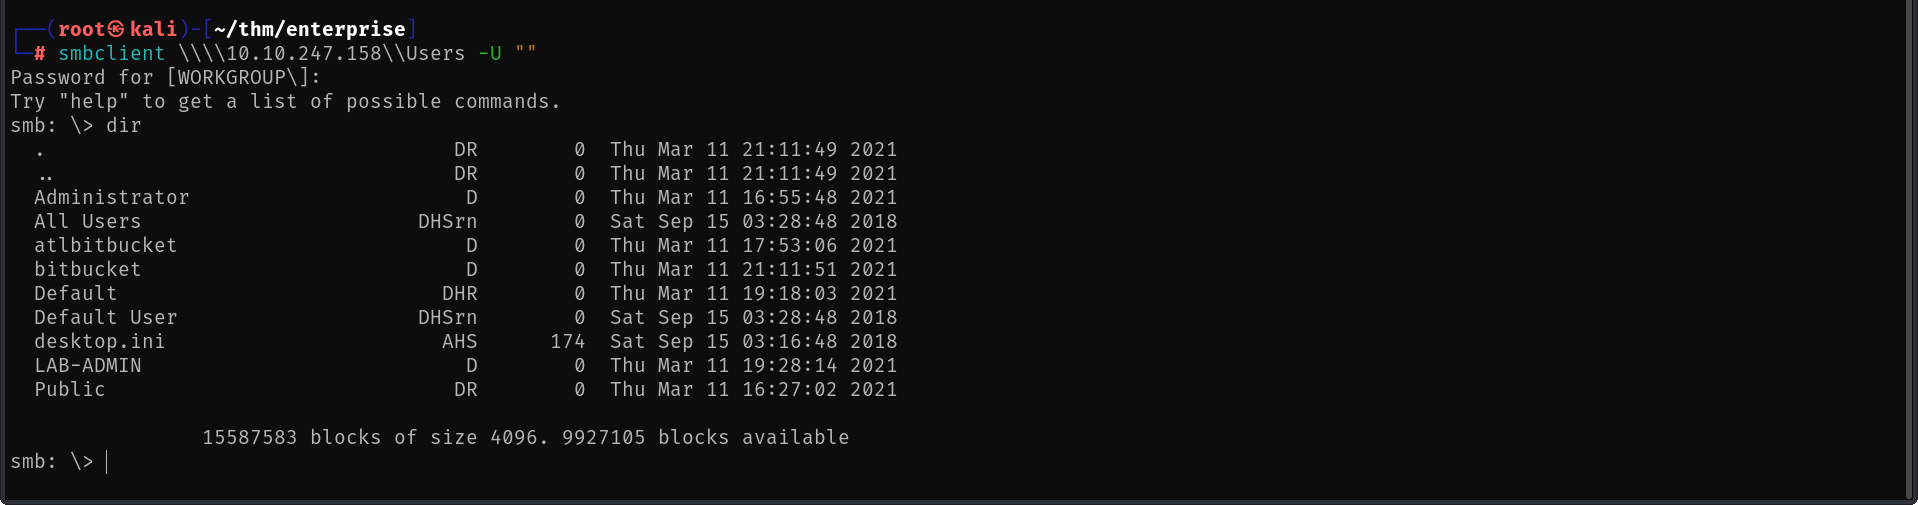 ┌──(root㉿kali)-[~/thm/enterprise]
└─# smbclient \\\\10.10.247.158\\Users -U ""
Password for [WORKGROUP\]:
Try "help" to get a list of possible commands.
smb: \> dir
  .                                  DR        0  Thu Mar 11 21:11:49 2021
  ..                                 DR        0  Thu Mar 11 21:11:49 2021
  Administrator                       D        0  Thu Mar 11 16:55:48 2021
  All Users                       DHSrn        0  Sat Sep 15 03:28:48 2018
  atlbitbucket                        D        0  Thu Mar 11 17:53:06 2021
  bitbucket                           D        0  Thu Mar 11 21:11:51 2021
  Default                           DHR        0  Thu Mar 11 19:18:03 2021
  Default User                    DHSrn        0  Sat Sep 15 03:28:48 2018
  desktop.ini                       AHS      174  Sat Sep 15 03:16:48 2018
  LAB-ADMIN                           D        0  Thu Mar 11 19:28:14 2021
  Public                             DR        0  Thu Mar 11 16:27:02 2021
                15587583 blocks of size 4096. 9927105 blocks available
smb: \>